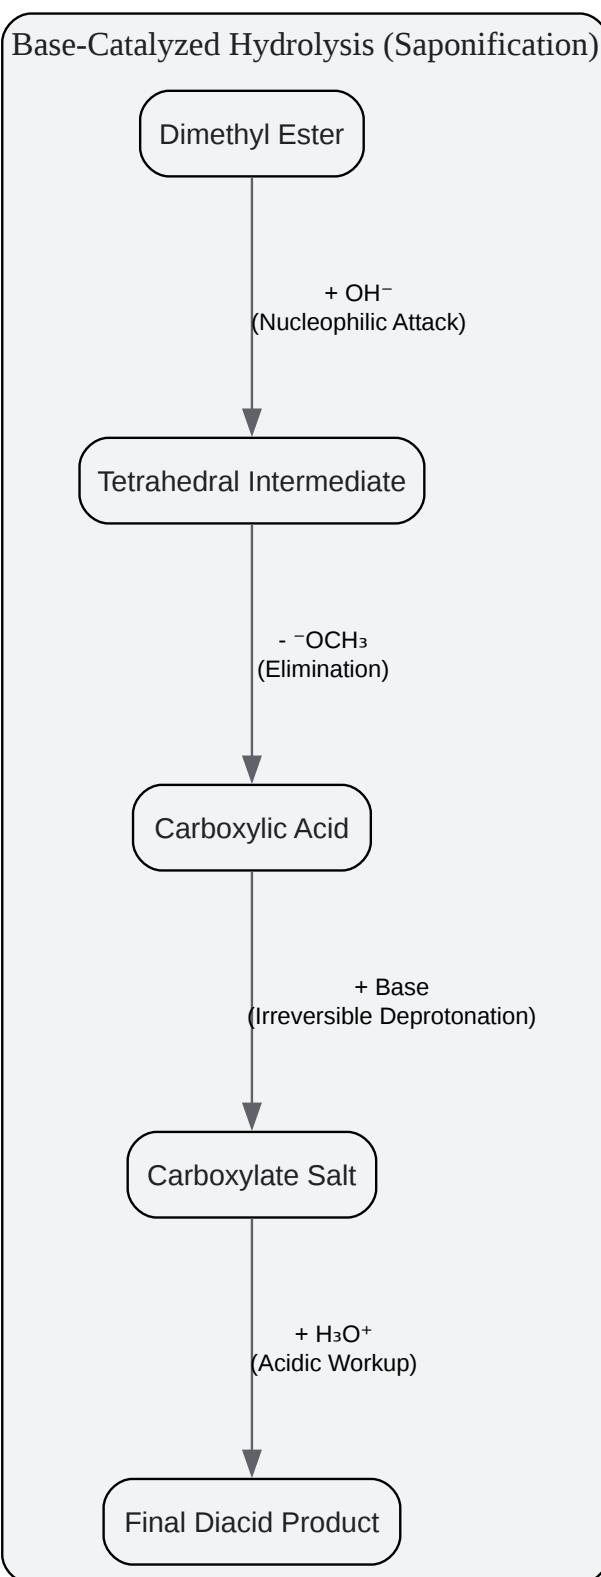 Base-Catalyzed Hydrolysis (Saponification)
Dimethyl Ester
+ OH⁻
(Nucleophilic Attack)
Tetrahedral Intermediate
- ⁻OCH₃
(Elimination)
Carboxylic Acid
+ Base
(Irreversible Deprotonation)
Carboxylate Salt
+ H₃O⁺
(Acidic Workup)
Final Diacid Product